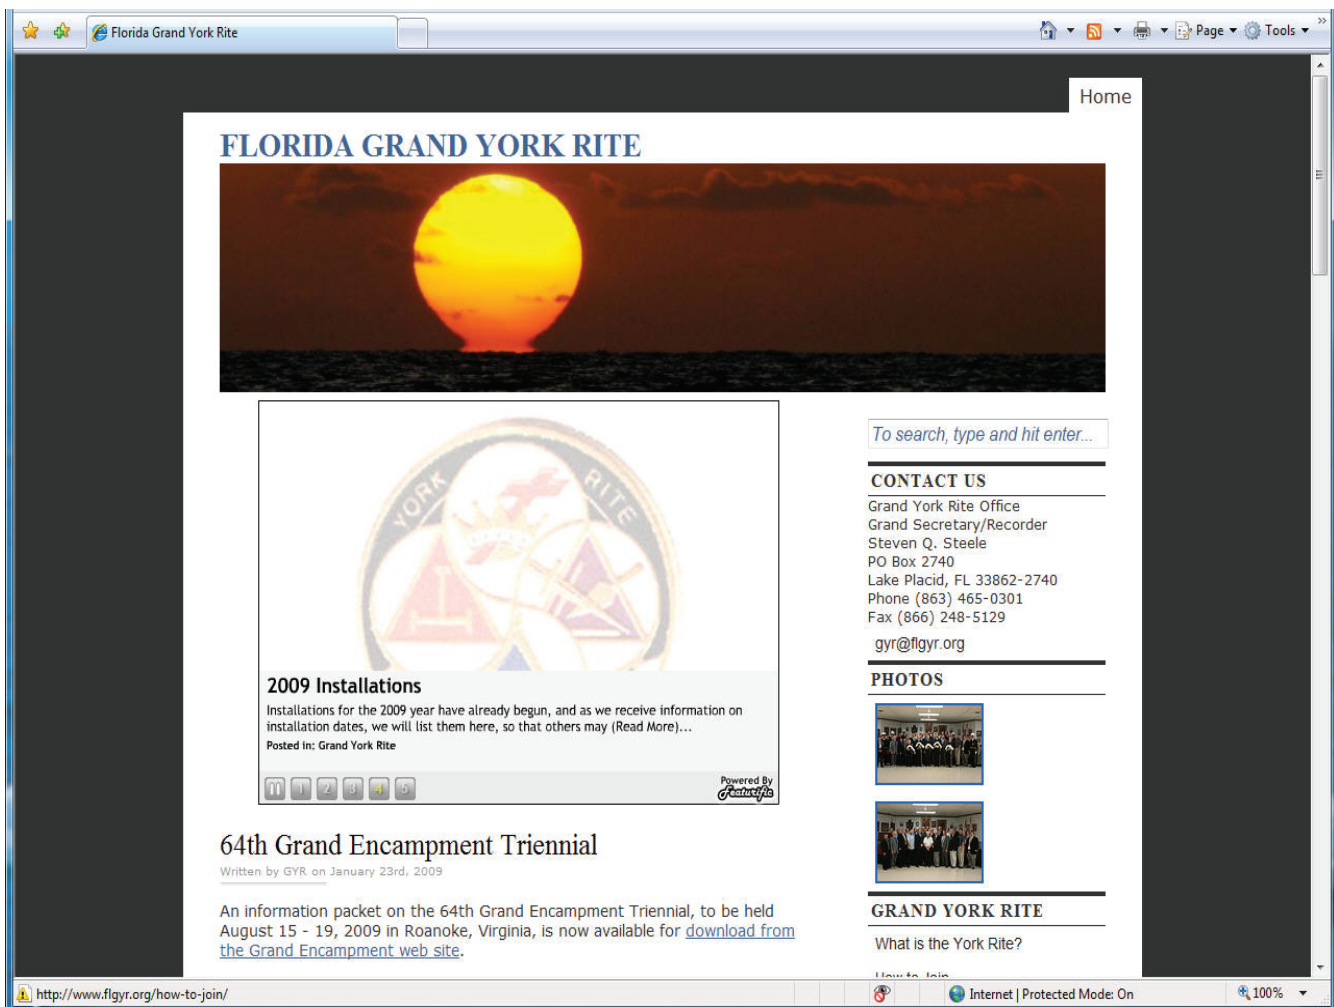 Florida Grand York Rite
Page
Tools
Home
FLORIDA GRAND YORK RITE
YORK RITE
2009 Installations
Installations for the 2009 year have already begun, and as we receive information on
installation dates, we will list them here, so that others may (Read More)...
Posted in: Grand York Rite
1 2 3 4 5
Powered By
Featurific
64th Grand Encampment Triennial
Written by GYR on January 23rd, 2009
An information packet on the 64th Grand Encampment Triennial, to be held
August 15 - 19, 2009 in Roanoke, Virginia, is now available for download from
the Grand Encampment web site.
To search, type and hit enter...
CONTACT US
Grand York Rite Office
Grand Secretary/Recorder
Steven Q. Steele
PO Box 2740
Lake Placid, FL 33862-2740
Phone (863) 465-0301
Fax (866) 248-5129
gyr@flgyr.org
PHOTOS
GRAND YORK RITE
What is the York Rite?
How to Join
http://www.flgyr.org/how-to-join/
Internet | Protected Mode: On
100%